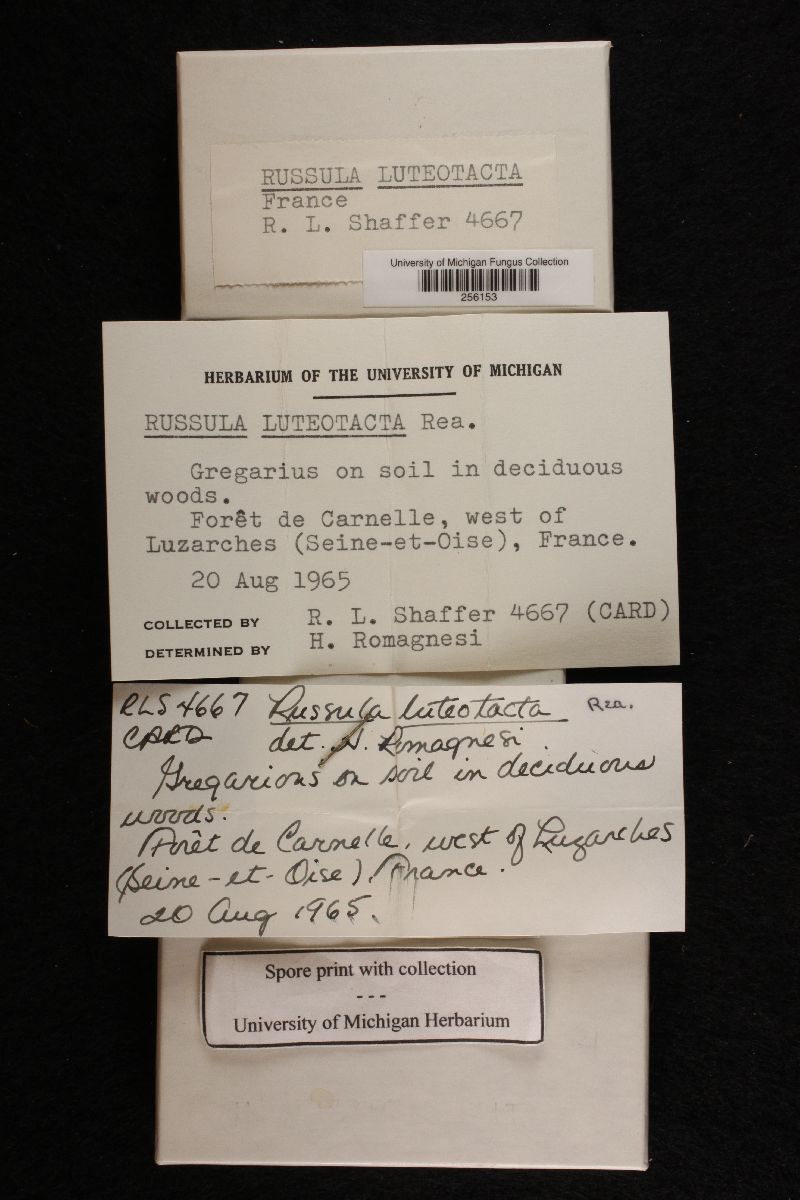 RUSSULA LUTEOTACTA
France
R. L. Shaffer 4667
University of Michigan Fungus Collection
256153
HERBARIUM OF THE UNIVERSITY OF MICHIGAN
RUSSULA LUTEOTACTA Rea.
Gregarius on soil in deciduous
woods.
Forêt de Carnelle, west of
Luzarches (Seine-et-Oise), France.
20 Aug 1965
COLLECTED BY R. L. Shaffer 4667 (CARD)
DETERMINED BY H. Romagnesi
RLS 4667 Russula luteotacta Rea.
CARD det. H. Romagnesi
Gregarious on soil in deciduous
woods.
Forêt de Carnelle, west of Luzarches
(Seine-et-Oise), France.
20 Aug 1965.
Spore print with collection
---
University of Michigan Herbarium